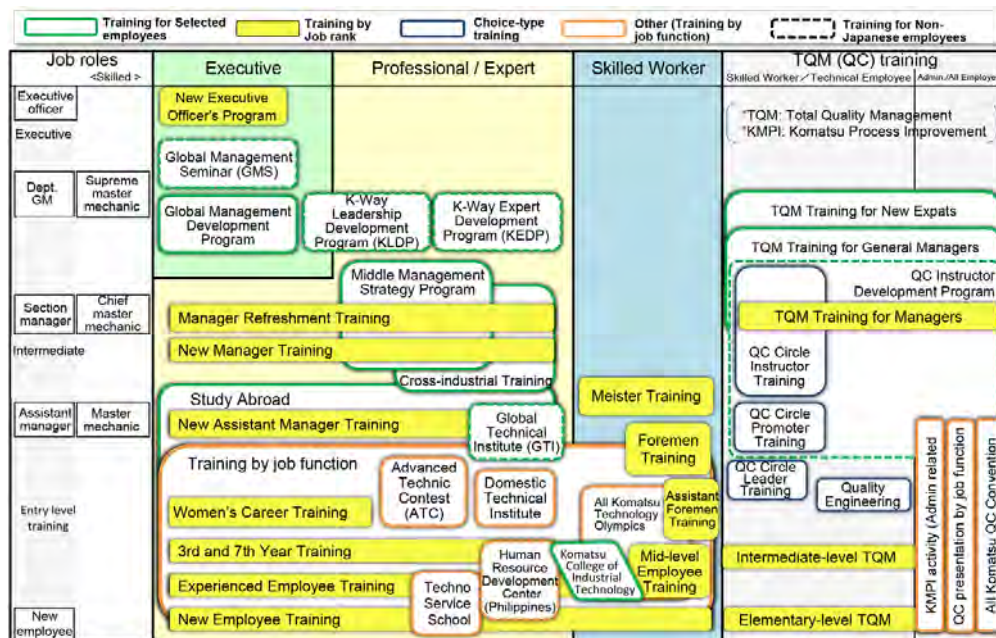 Training for Selected
employees
Training by
Job rank
Choice-type
training
Other (Training by
job function)
Training for Non-
Japanese employees
Job roles
<Skilled >
Executive
Professional / Expert
Skilled Worker
TQM (QC) training
Skilled Worker／Technical Employee
Admin./All Employe
Executive
officer
New Executive
Officer's Program
*TQM: Total Quality Management
*KMPI: Komatsu Process Improvement
Executive
Global Management
Seminar (GMS)
Dept.
GM
Supreme
master
mechanic
Global Management
Development
Program
K-Way
Leadership
Development
Program (KLDP)
K-Way Expert
Development
Program (KEDP)
TQM Training for New Expats
TQM Training for General Managers
Middle Management
Strategy Program
QC Instructor
Development Program
Section
manager
Chief
master
mechanic
Manager Refreshment Training
TQM Training for Managers
Intermediate
New Manager Training
QC Circle
Instructor
Training
Cross-industrial Training
Study Abroad
Meister Training
Assistant
manager
Master
mechanic
New Assistant Manager Training
Global
Technical
Institute (GTI)
QC Circle
Promoter
Training
Foremen
Training
Training by job function
Advanced
Technic
Contest
(ATC)
Domestic
Technical
Institute
QC Circle
Leader
Training
Quality
Engineering
Entry level
training
Women's Career Training
All Komatsu
Technology
Olympics
Assistant
Foremen
Training
3rd and 7th Year Training
Human
Resource
Development
Center
(Philippines)
Komatsu
College of
Industrial
Technology
Mid-level
Employee
Training
Intermediate-level TQM
Experienced Employee Training
Techno
Service
School
New
employee
New Employee Training
Elementary-level TQM
KMPI activity (Admin related
QC presentation by job function
All Komatsu QC Convention